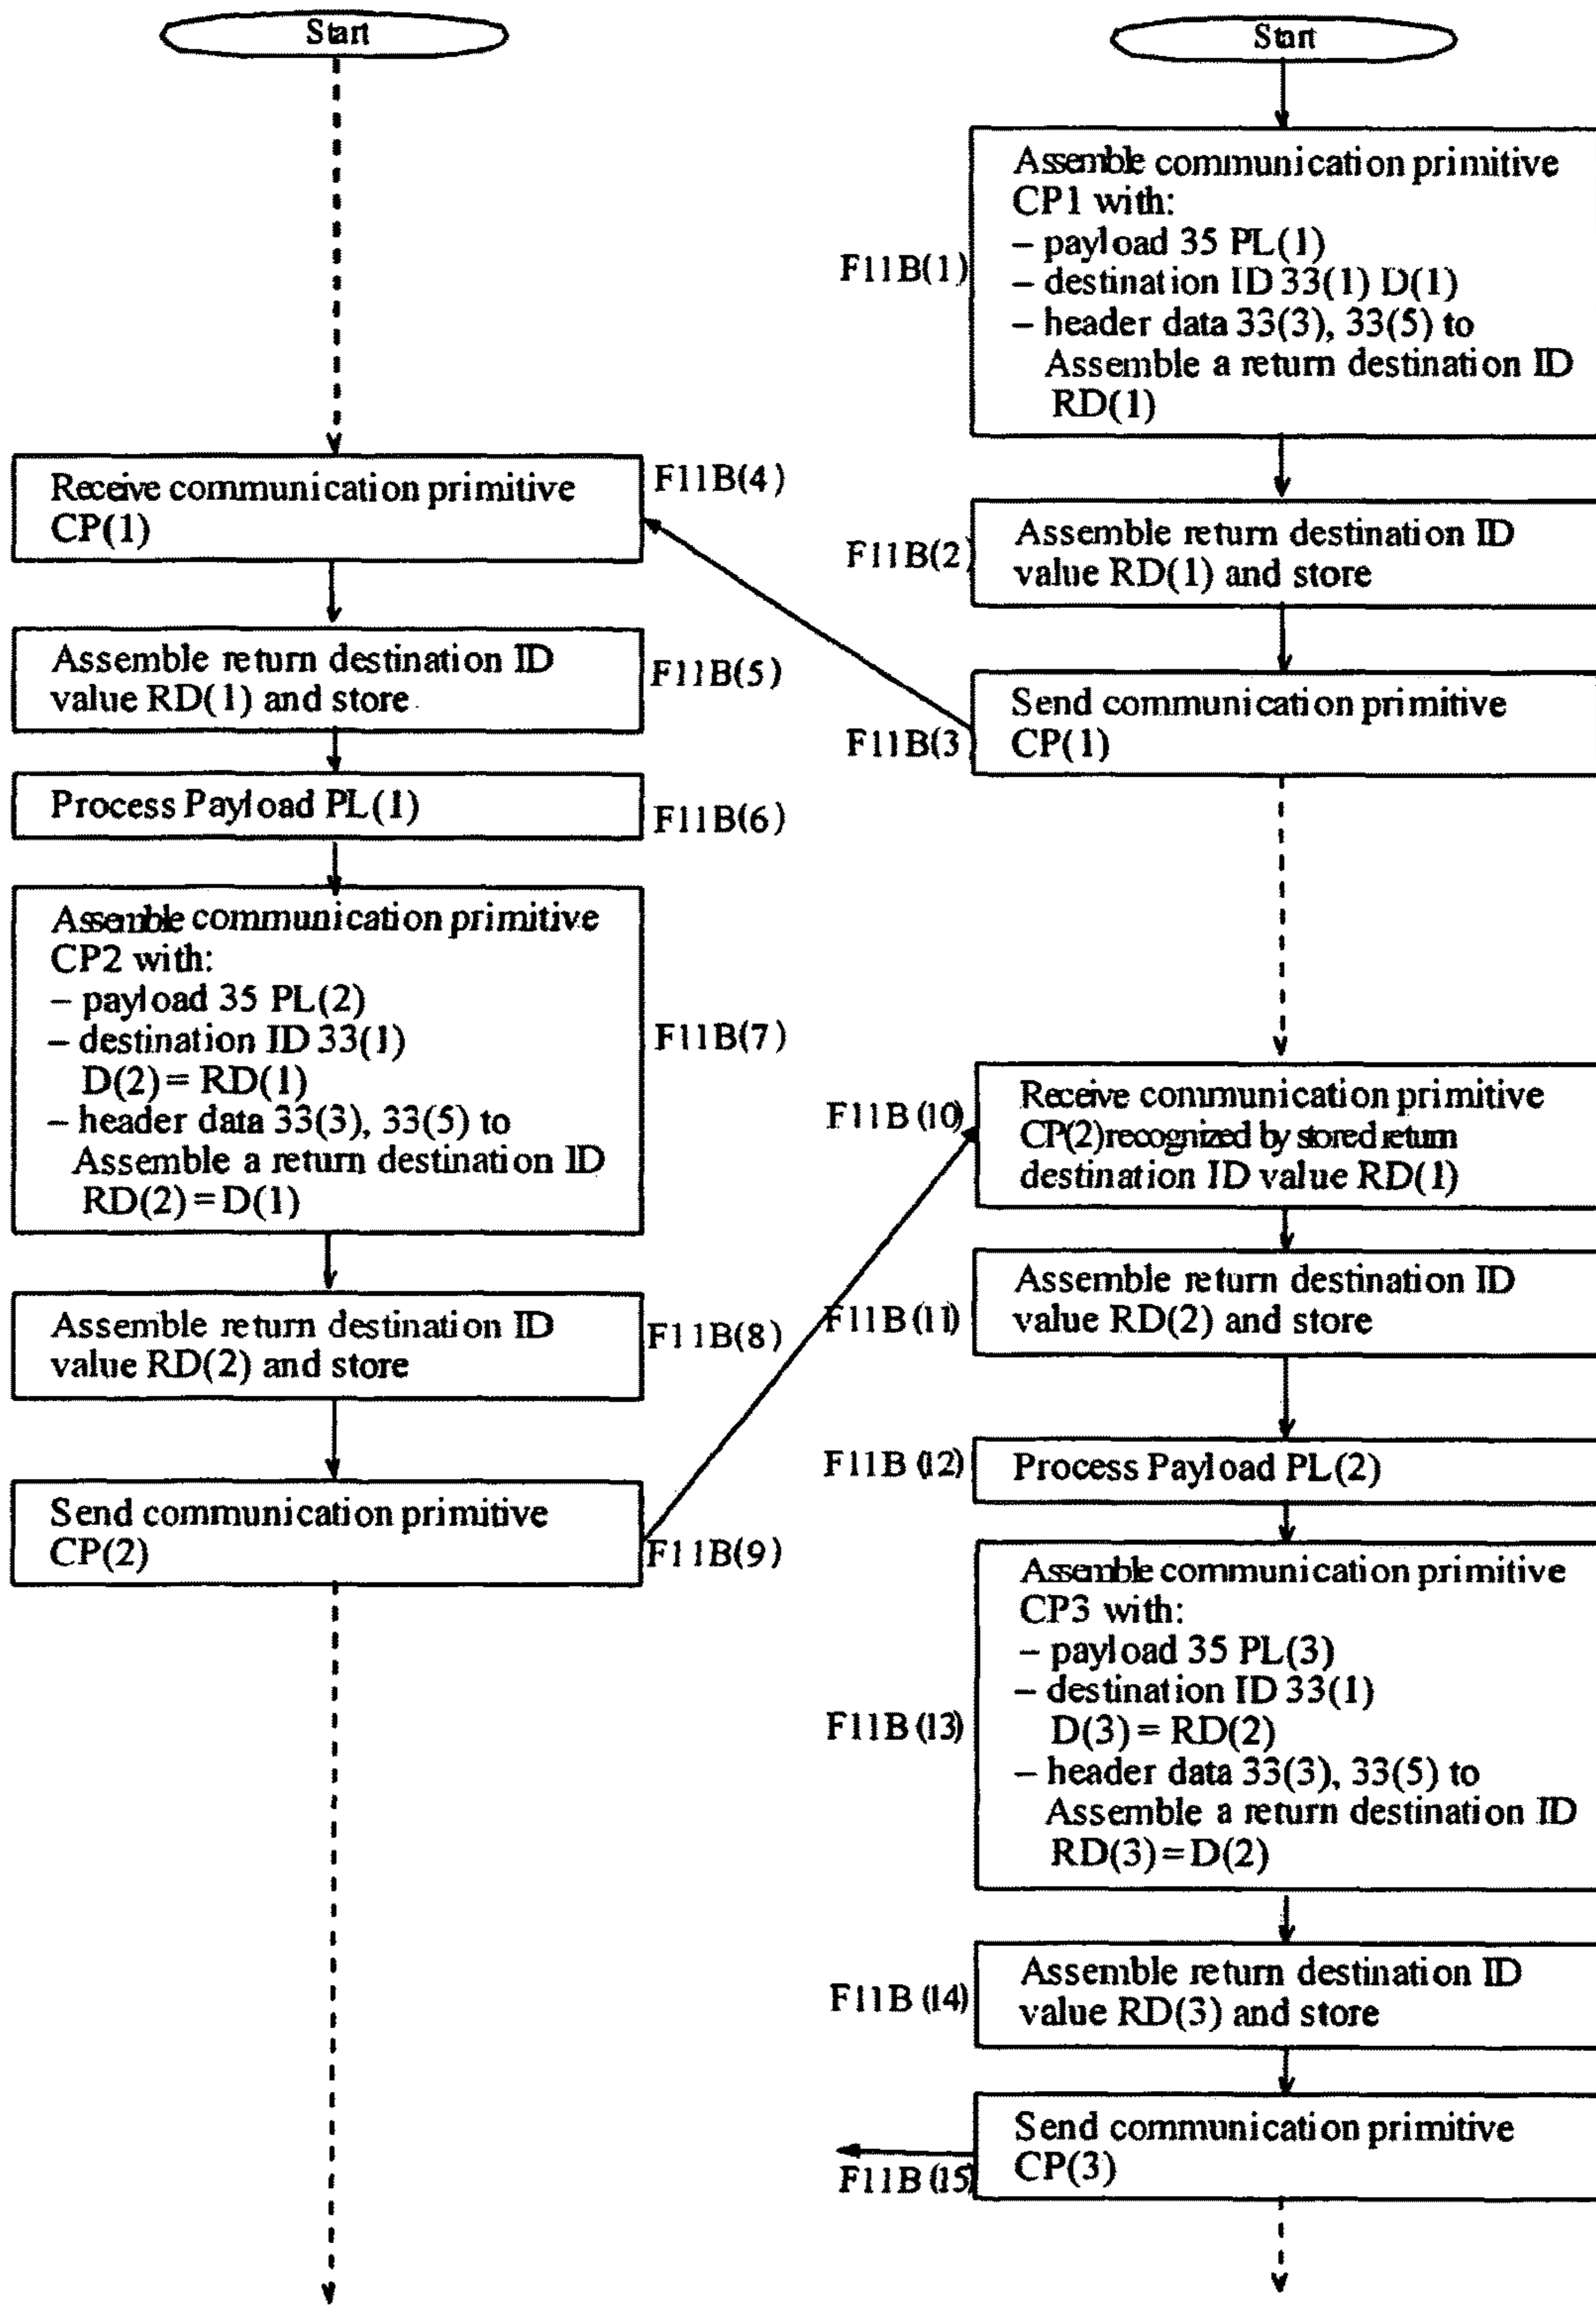 Start
Receive communication primitive
CP(1)
F11B(4)
Assemble return destination ID
value RD(1) and store
F11B(5)
Process Payload PL(1)
F11B(6)
Assemble communication primitive
CP2 with:
– payload 35 PL(2)
– destination ID 33(1)
D(2) = RD(1)
– header data 33(3), 33(5) to
Assemble a return destination ID
RD(2) = D(1)
F11B(7)
Assemble return destination ID
value RD(2) and store
F11B(8)
Send communication primitive
CP(2)
F11B(9)
Start
Assemble communication primitive
CP1 with:
– payload 35 PL(1)
– destination ID 33(1) D(1)
– header data 33(3), 33(5) to
Assemble a return destination ID
RD(1)
F11B(1)
Assemble return destination ID
value RD(1) and store
F11B(2)
Send communication primitive
CP(1)
F11B(3
Receive communication primitive
CP(2) recognized by stored return
destination ID value RD(1)
F11B (10)
Assemble return destination ID
value RD(2) and store
F11B (11)
Process Payload PL(2)
F11B (12)
Assemble communication primitive
CP3 with:
– payload 35 PL(3)
– destination ID 33(1)
D(3) = RD(2)
– header data 33(3), 33(5) to
Assemble a return destination ID
RD(3) = D(2)
F11B (13)
Assemble return destination ID
value RD(3) and store
F11B (14)
Send communication primitive
CP(3)
F11B (15)